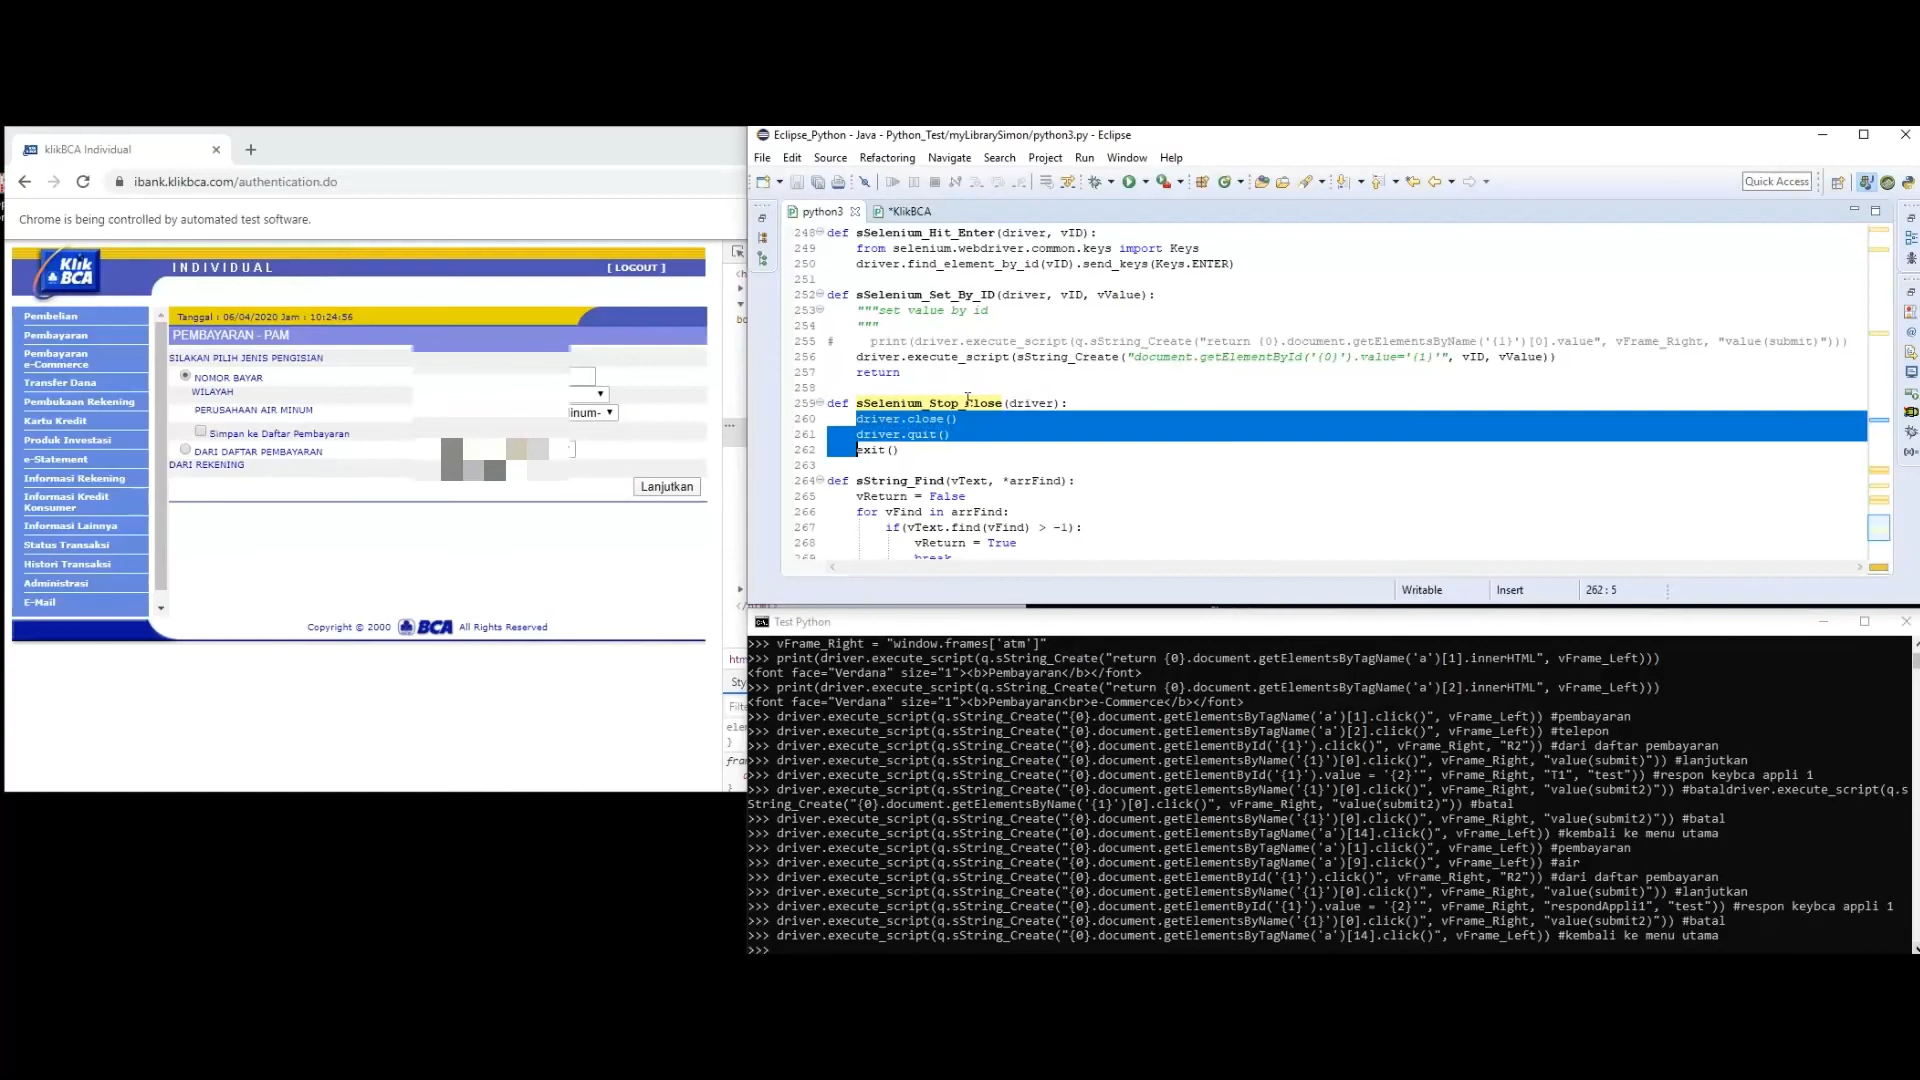 klikBCA Individual
ibank.klikbca.com/authentication.do
Chrome is being controlled by automated test software.
Klik
BCA
INDIVIDUAL
[ LOGOUT ]
Pembelian
Pembayaran
Pembayaran
e-Commerce
Transfer Dana
Pembukaan Rekening
Kartu Kredit
Produk Investasi
e-Statement
Informasi Rekening
Informasi Kredit
Konsumer
Informasi Lainnya
Status Transaksi
Histori Transaksi
Administrasi
E-Mail
Tanggal : 06/04/2020 Jam : 10:24:56
PEMBAYARAN - PAM
SILAKAN PILIH JENIS PENGISIAN
NOMOR BAYAR
WILAYAH
PERUSAHAAN AIR MINUM
inum-
Simpan ke Daftar Pembayaran
DARI DAFTAR PEMBAYARAN
DARI REKENING
Lanjutkan
Copyright © 2000 BCA All Rights Reserved
Eclipse_Python - Java - Python_Test/myLibrarySimon/python3.py - Eclipse
File Edit Source Refactoring Navigate Search Project Run Window Help
Quick Access
python3 *KlikBCA
248 def sSelenium_Hit_Enter(driver, vID):
249 from selenium.webdriver.common.keys import Keys
250 driver.find_element_by_id(vID).send_keys(Keys.ENTER)
251
252 def sSelenium_Set_By_ID(driver, vID, vValue):
253 """set value by id
254 """
255 # print(driver.execute_script(q.sString_Create("return {0}.document.getElementsByName('{1}')[0].value", vFrame_Right, "value(submit)")))
256 driver.execute_script(sString_Create("document.getElementById('{0}').value='{1}'", vID, vValue))
257 return
258
259 def sSelenium_Stop_Close(driver):
260 driver.close()
261 driver.quit()
262 exit()
263
264 def sString_Find(vText, *arrFind):
265 vReturn = False
266 for vFind in arrFind:
267 if(vText.find(vFind) > -1):
268 vReturn = True
269 break
Writable Insert 262 : 5
Test Python
>>> vFrame_Right = "window.frames['atm']"
>>> print(driver.execute_script(q.sString_Create("return {0}.document.getElementsByTagName('a')[1].innerHTML", vFrame_Left)))
<font face="Verdana" size="1"><b>Pembayaran</b></font>
>>> print(driver.execute_script(q.sString_Create("return {0}.document.getElementsByTagName('a')[2].innerHTML", vFrame_Left)))
<font face="Verdana" size="1"><b>Pembayaran<br>e-Commerce</b></font>
>>> driver.execute_script(q.sString_Create("{0}.document.getElementsByTagName('a')[1].click()", vFrame_Left)) #pembayaran
>>> driver.execute_script(q.sString_Create("{0}.document.getElementsByTagName('a')[2].click()", vFrame_Left)) #telepon
>>> driver.execute_script(q.sString_Create("{0}.document.getElementById('{1}').click()", vFrame_Right, "R2")) #dari daftar pembayaran
>>> driver.execute_script(q.sString_Create("{0}.document.getElementsByName('{1}')[0].click()", vFrame_Right, "value(submit)")) #lanjutkan
>>> driver.execute_script(q.sString_Create("{0}.document.getElementById('{1}').value = '{2}'", vFrame_Right, "T1", "test")) #respon keybca appli 1
>>> driver.execute_script(q.sString_Create("{0}.document.getElementsByName('{1}')[0].click()", vFrame_Right, "value(submit2)")) #bataldriver.execute_script(q.s
String_Create("{0}.document.getElementsByName('{1}')[0].click()", vFrame_Right, "value(submit2)")) #batal
>>> driver.execute_script(q.sString_Create("{0}.document.getElementsByName('{1}')[0].click()", vFrame_Right, "value(submit2)")) #batal
>>> driver.execute_script(q.sString_Create("{0}.document.getElementsByTagName('a')[14].click()", vFrame_Left)) #kembali ke menu utama
>>> driver.execute_script(q.sString_Create("{0}.document.getElementsByTagName('a')[1].click()", vFrame_Left)) #pembayaran
>>> driver.execute_script(q.sString_Create("{0}.document.getElementsByTagName('a')[9].click()", vFrame_Left)) #air
>>> driver.execute_script(q.sString_Create("{0}.document.getElementById('{1}').click()", vFrame_Right, "R2")) #dari daftar pembayaran
>>> driver.execute_script(q.sString_Create("{0}.document.getElementsByName('{1}')[0].click()", vFrame_Right, "value(submit)")) #lanjutkan
>>> driver.execute_script(q.sString_Create("{0}.document.getElementById('{1}').value = '{2}'", vFrame_Right, "respondAppli1", "test")) #respon keybca appli 1
>>> driver.execute_script(q.sString_Create("{0}.document.getElementsByName('{1}')[0].click()", vFrame_Right, "value(submit2)")) #batal
>>> driver.execute_script(q.sString_Create("{0}.document.getElementsByTagName('a')[14].click()", vFrame_Left)) #kembali ke menu utama
>>>